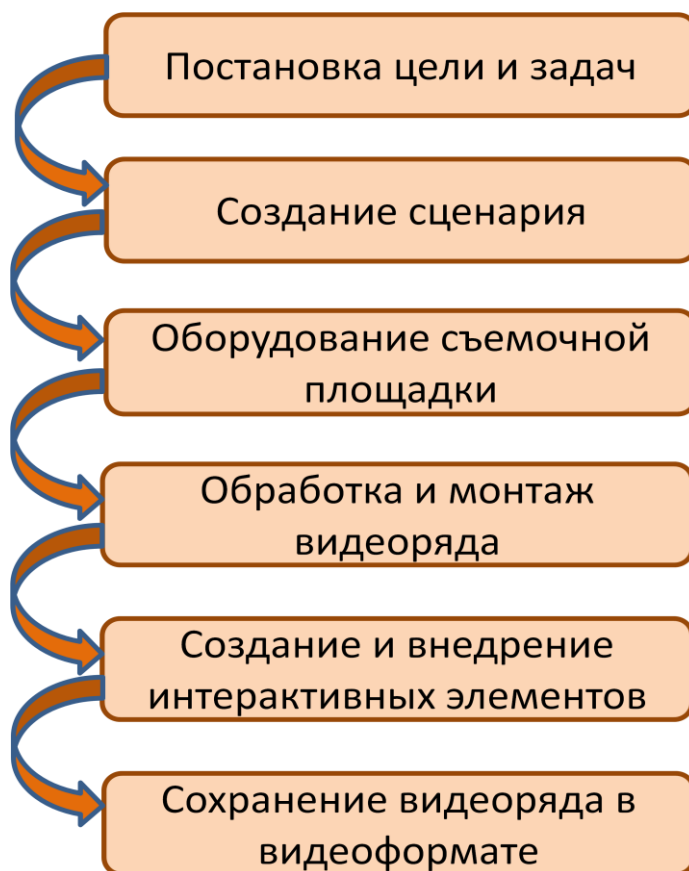 Постановка цели и задач
Создание сценария
Оборудование съемочной
площадки
Обработка и монтаж
видеоряда
Создание и внедрение
интерактивных элементов
Сохранение видеоряда в
видеоформате